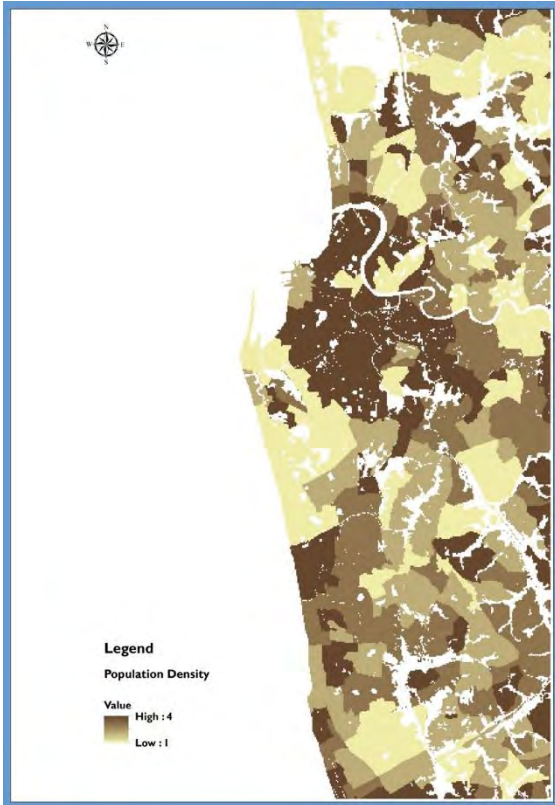 N
W E
S
Legend
Population Density
Value
High : 4
Low : 1